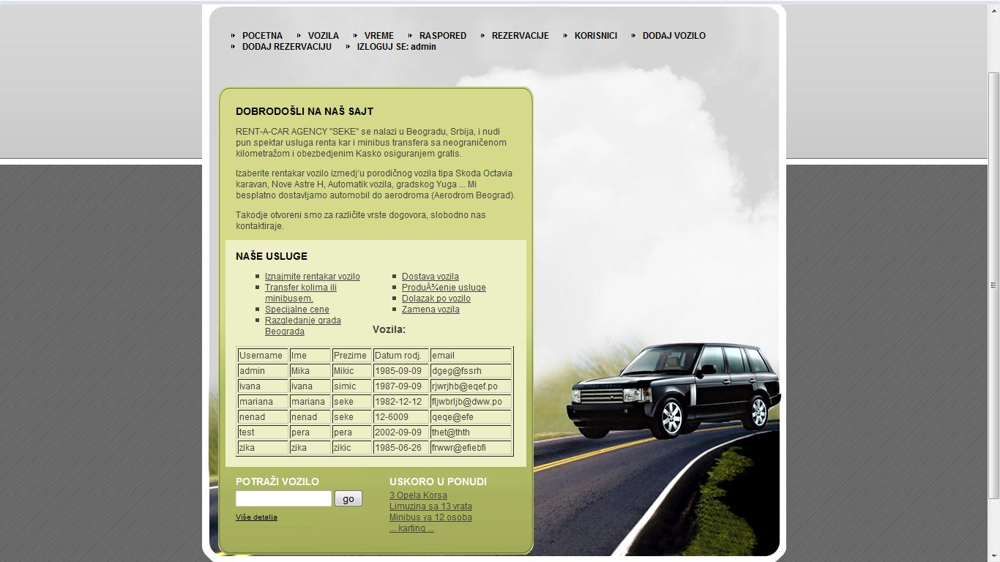 POCETNA VOZILA VREME RASPORED REZERVACIJE KORISNICI DODAJ VOZILO
DODAJ REZERVACIJU IZLOGUJ SE: admin
DOBRODOŠLI NA NAŠ SAJT
RENT-A-CAR AGENCY "SEKE" se nalazi u Beogradu, Srbija, i nudi
pun spektar usluga renta kar i minibus transfera sa neograničenom
kilometražom i obezbedjenim Kasko osiguranjem gratis.
Izaberite rentakar vozilo izmedj'u porodičnog vozila tipa Skoda Octavia
karavan, Nove Astre H, Automatik vozila, gradskog Yuga ... Mi
besplatno dostavljamo automobil do aerodroma (Aerodrom Beograd).
Takodje otvoreni smo za različite vrste dogovora, slobodno nas
kontaktiraje.
NAŠE USLUGE
Iznajmite rentakar vozilo
Transfer kolima ili
minibusem.
Specijalne cene
Razgledanje grada
Beograda
Dostava vozila
ProduÅ¾enje usluge
Dolazak po vozilo
Zamena vozila
Vozila:
Username Ime Prezime Datum rodj. email
admin Mika Mikic 1985-09-09 dgeg@fssrh
ivana ivana simic 1987-09-09 rjwrjhb@eqef.po
mariana mariana seke 1982-12-12 fljwbrljb@dww.po
nenad nenad seke 12-6009 qeqe@efe
test pera pera 2002-09-09 thet@thth
zika zika zikic 1985-06-26 frwwr@efiebfi
POTRAŽI VOZILO
go
Više detalja
USKORO U PONUDI
3 Opela Korsa
Limuzina sa 13 vrata
Minibus ya 12 osoba
... karting ...